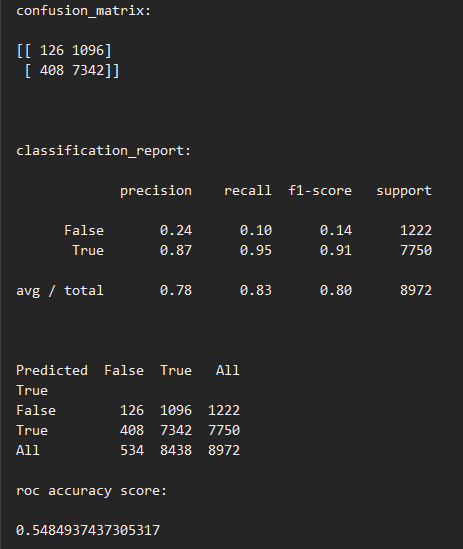 confusion_matrix:
[[ 126 1096]
 [ 408 7342]]
classification_report:
             precision    recall  f1-score   support
      False       0.24      0.10      0.14      1222
       True       0.87      0.95      0.91      7750
avg / total       0.78      0.83      0.80      8972
Predicted  False  True   All
True
False        126  1096  1222
True         408  7342  7750
All          534  8438  8972
roc accuracy score:
0.5484937437305317